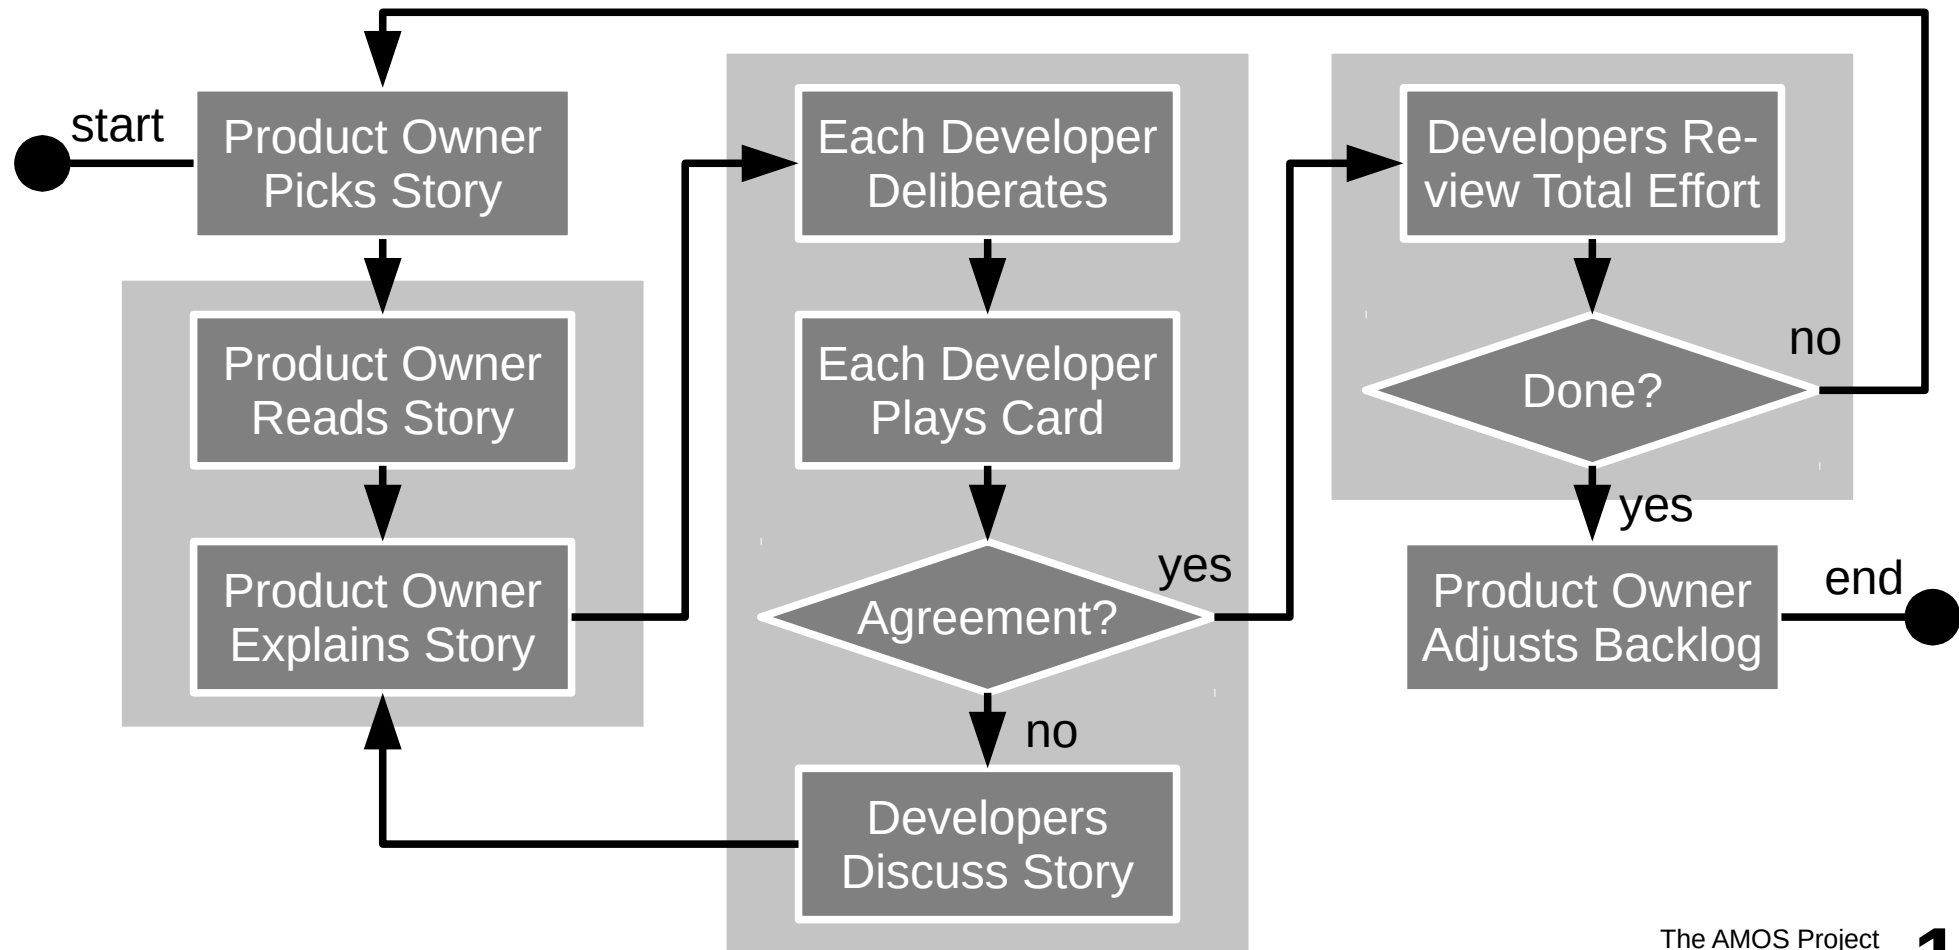 start
Product Owner
Picks Story
Product Owner
Reads Story
Product Owner
Explains Story
Each Developer
Deliberates
Each Developer
Plays Card
Agreement?
yes
no
Developers
Discuss Story
Developers Re-
view Total Effort
Done?
no
yes
Product Owner
Adjusts Backlog
end
The AMOS Project